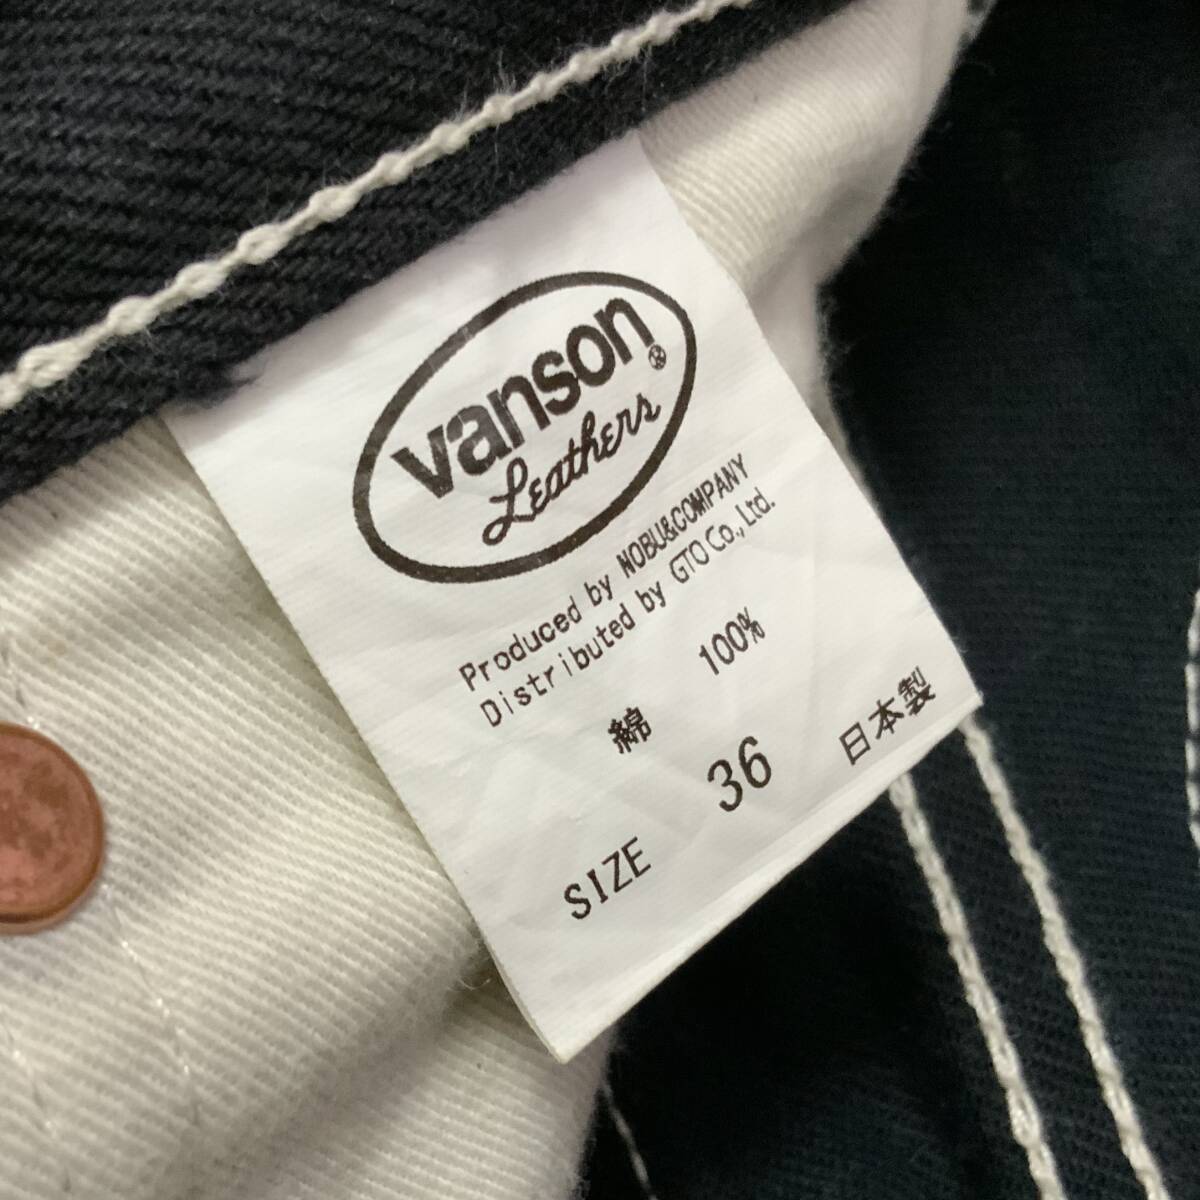 vanson®
Leathers
Produced by NOBU&COMPANY
Distributed by GTO Co.,Ltd.
綿 100%
SIZE 36 日本製